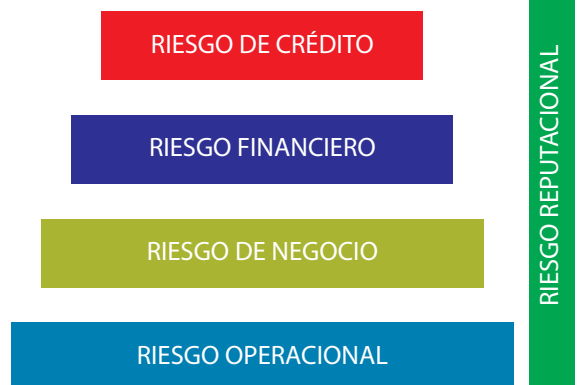 RIESGO DE CRÉDITO
RIESGO FINANCIERO
RIESGO DE NEGOCIO
RIESGO OPERACIONAL
RIESGO REPUTACIONAL